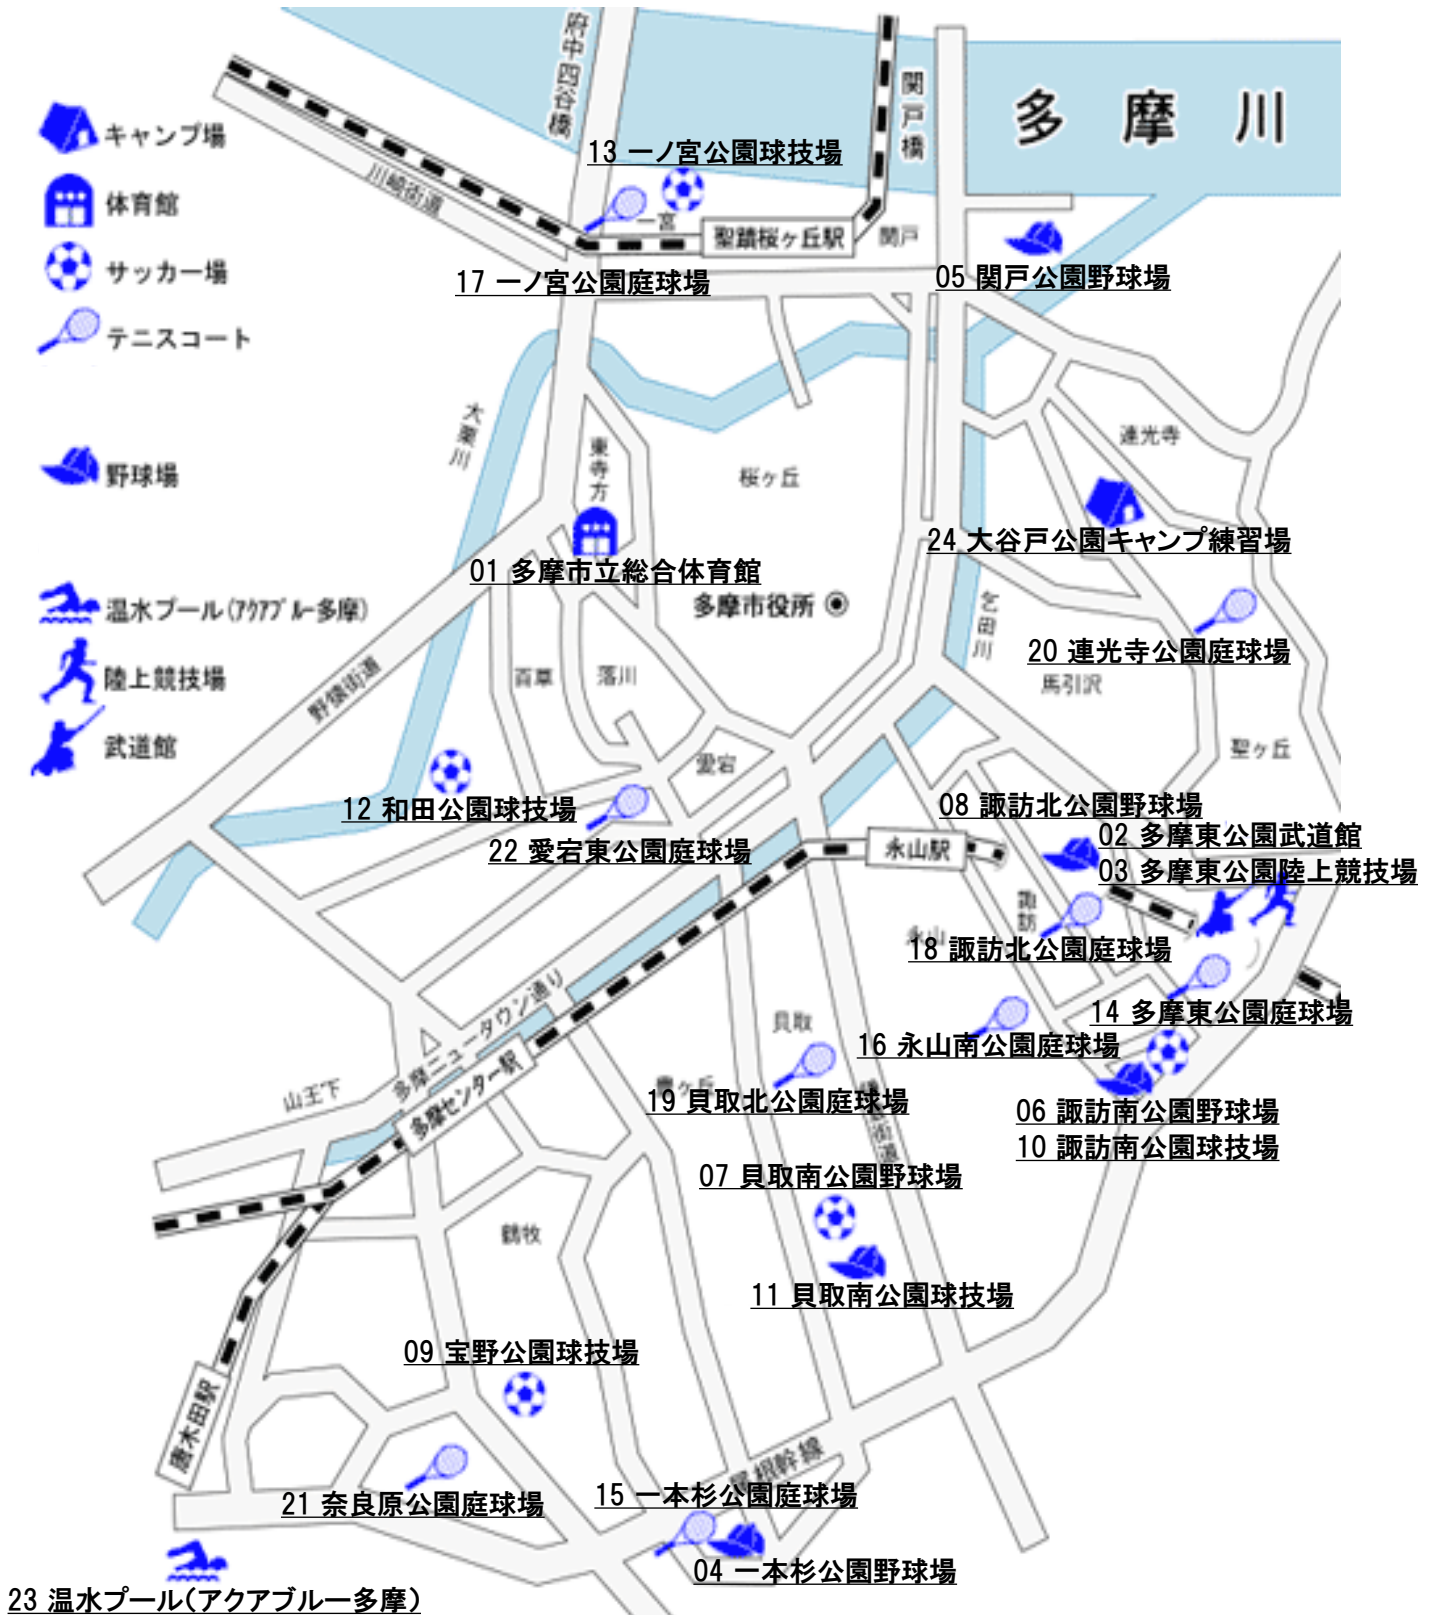 府中四谷橋
関戸橋
多摩川
キャンプ場
13 一ノ宮公園球技場
川崎街道
体育館
一宮
聖蹟桜ヶ丘駅
関戸
サッカー場
17 一ノ宮公園庭球場
05 関戸公園野球場
テニスコート
大栗川
東寺方
連光寺
野球場
桜ヶ丘
24 大谷戸公園キャンプ練習場
01 多摩市立総合体育館
温水プール(アクアブルー多摩)
多摩市役所
乞田川
20 連光寺公園庭球場
陸上競技場
野猿街道
百草
落川
馬引沢
武道館
愛宕
聖ヶ丘
12 和田公園球技場
08 諏訪北公園野球場
02 多摩東公園武道館
22 愛宕東公園庭球場
永山駅
03 多摩東公園陸上競技場
諏訪
永山
18 諏訪北公園庭球場
多摩ニュータウン通り
貝取
14 多摩東公園庭球場
16 永山南公園庭球場
山王下
多摩センター駅
豊ヶ丘
19 貝取北公園庭球場
鎌倉街道
06 諏訪南公園野球場
10 諏訪南公園球技場
07 貝取南公園野球場
鶴牧
11 貝取南公園球技場
09 宝野公園球技場
唐木田駅
尾根幹線
21 奈良原公園庭球場
15 一本杉公園庭球場
04 一本杉公園野球場
23 温水プール(アクアブルー多摩)